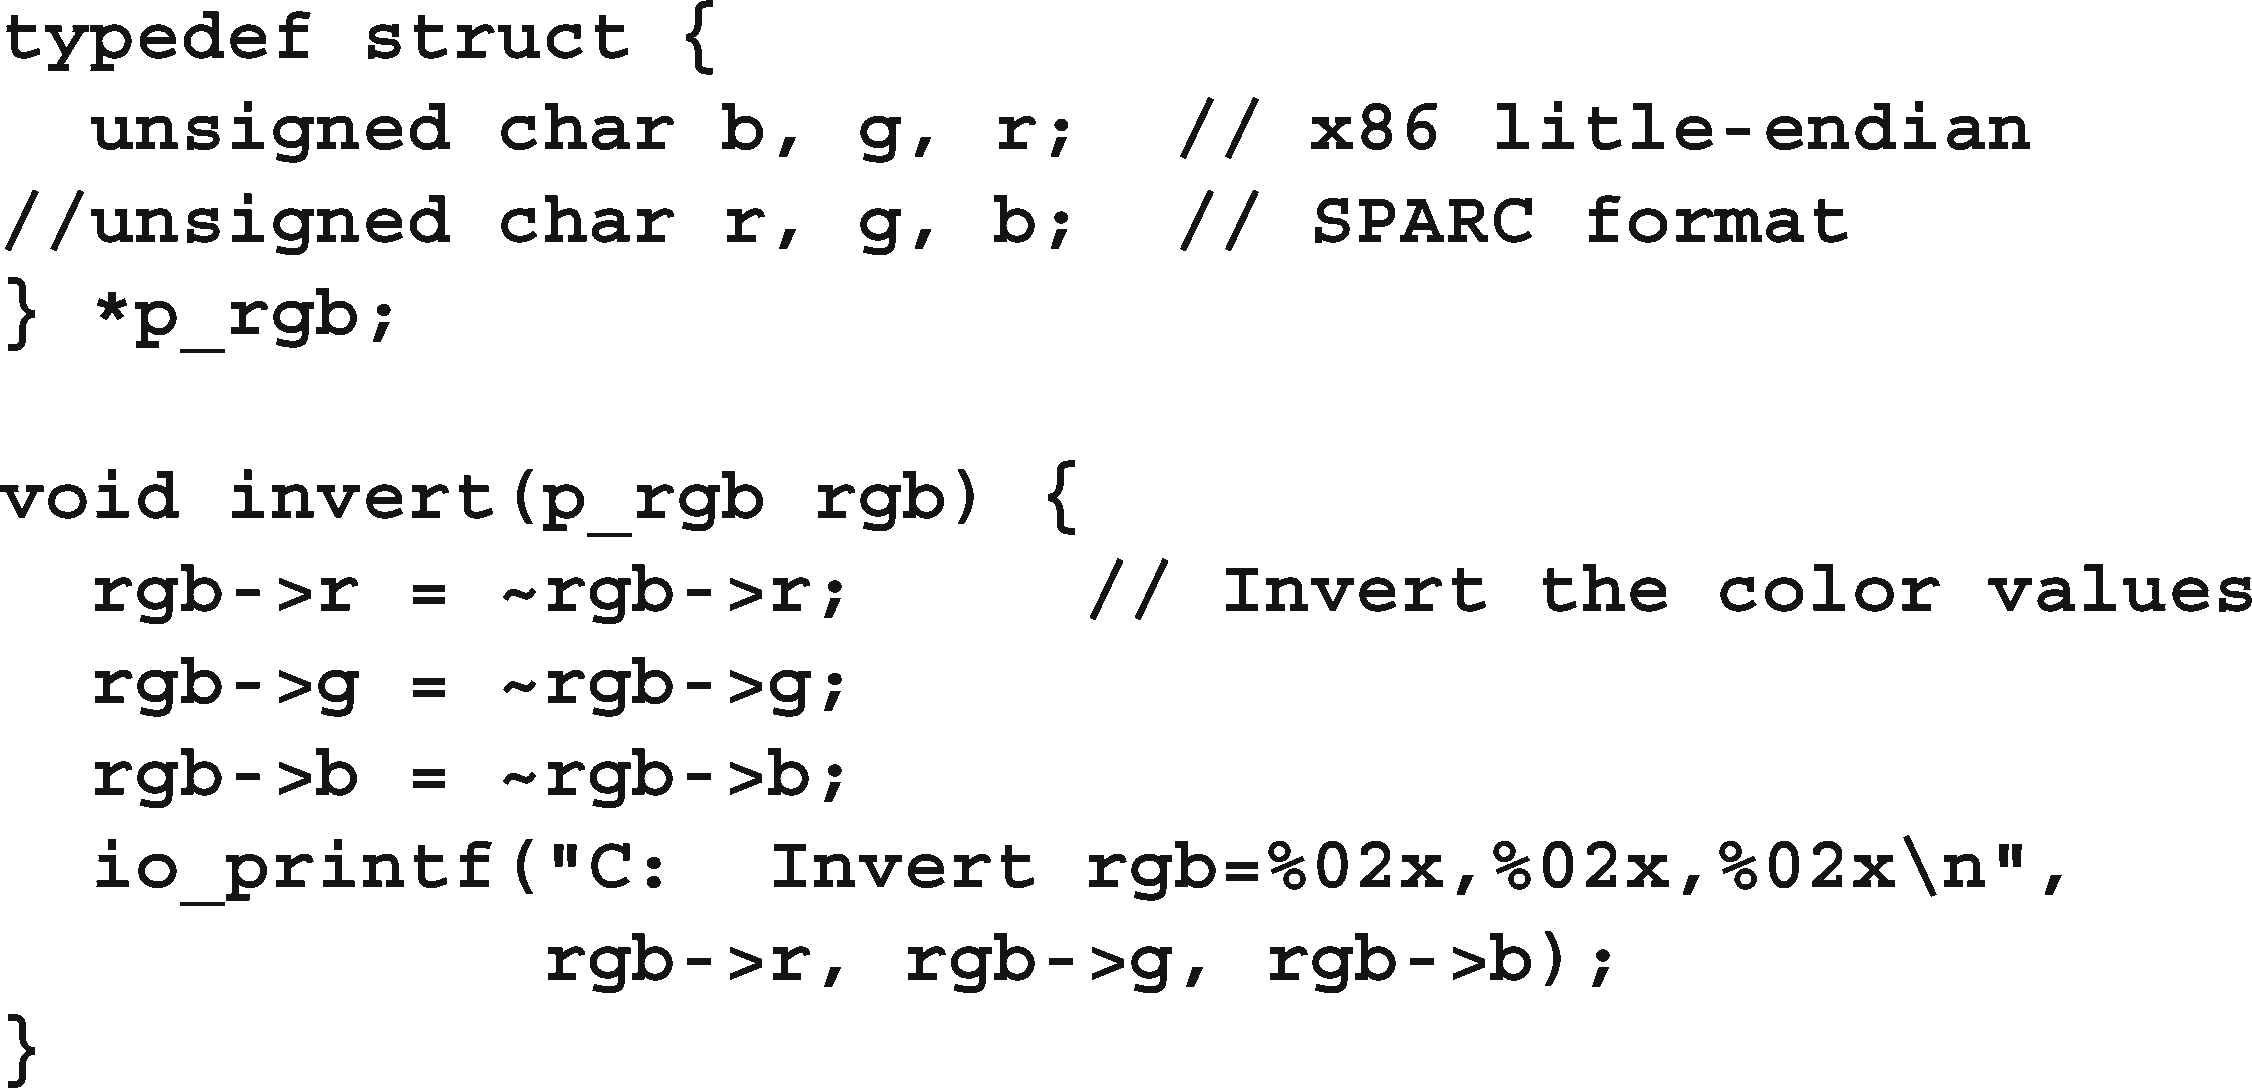 typedef struct {
  unsigned char b, g, r;  // x86 litle-endian
//unsigned char r, g, b;  // SPARC format
} *p_rgb;

void invert(p_rgb rgb) {
  rgb->r = ~rgb->r;     // Invert the color values
  rgb->g = ~rgb->g;
  rgb->b = ~rgb->b;
  io_printf("C:  Invert rgb=%02x,%02x,%02x\n",
            rgb->r, rgb->g, rgb->b);
}